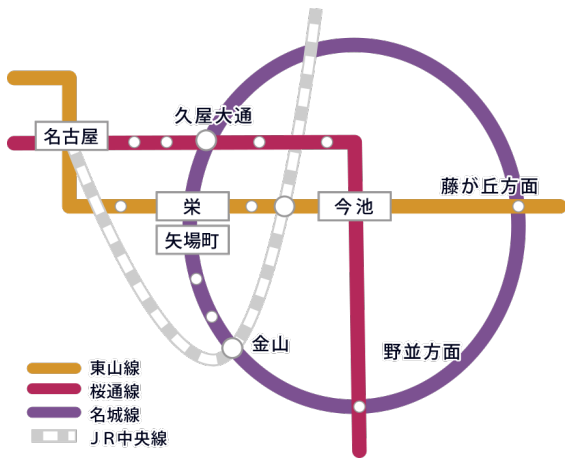 久屋大通
名古屋
藤が丘方面
栄
今池
矢場町
金山
野並方面
東山線
桜通線
名城線
JR中央線